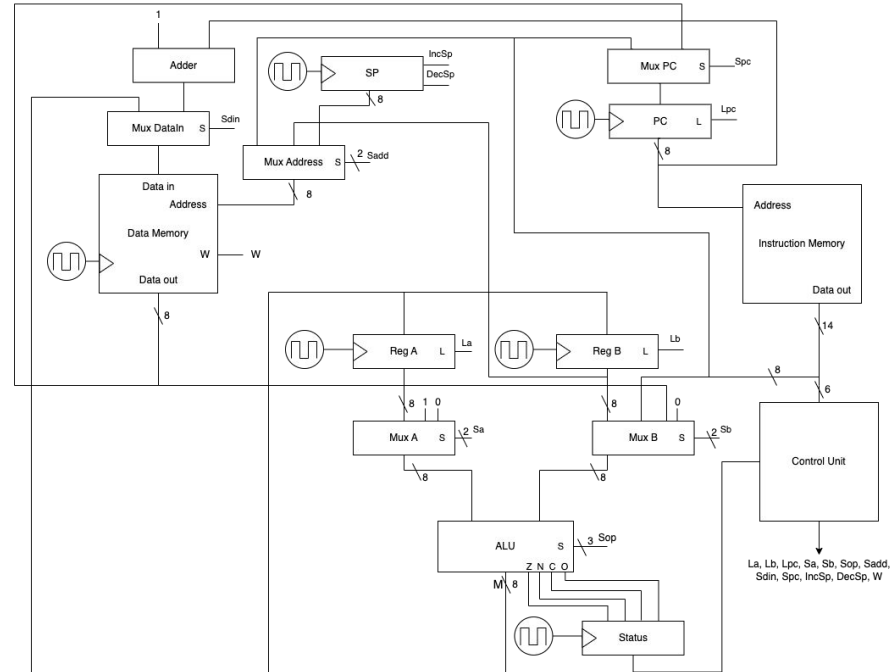 1
Adder
Sdin
Mux DataIn S
Data in
Address
Data Memory
W W
Data out
8
IncSp
SP
DecSp
8
Mux Address S 2 Sadd
8
Mux PC S Spc
Lpc
PC L
8
Address
Instruction Memory
Data out
14
8
6
La
Reg A L
Lb
Reg B L
8 1 0
Mux A S 2 Sa
8
8 0
Mux B S 2 Sb
8
Control Unit
La, Lb, Lpc, Sa, Sb, Sop, Sadd,
Sdin, Spc, IncSp, DecSp, W
ALU S 3 Sop
Z N C O
M 8
Status